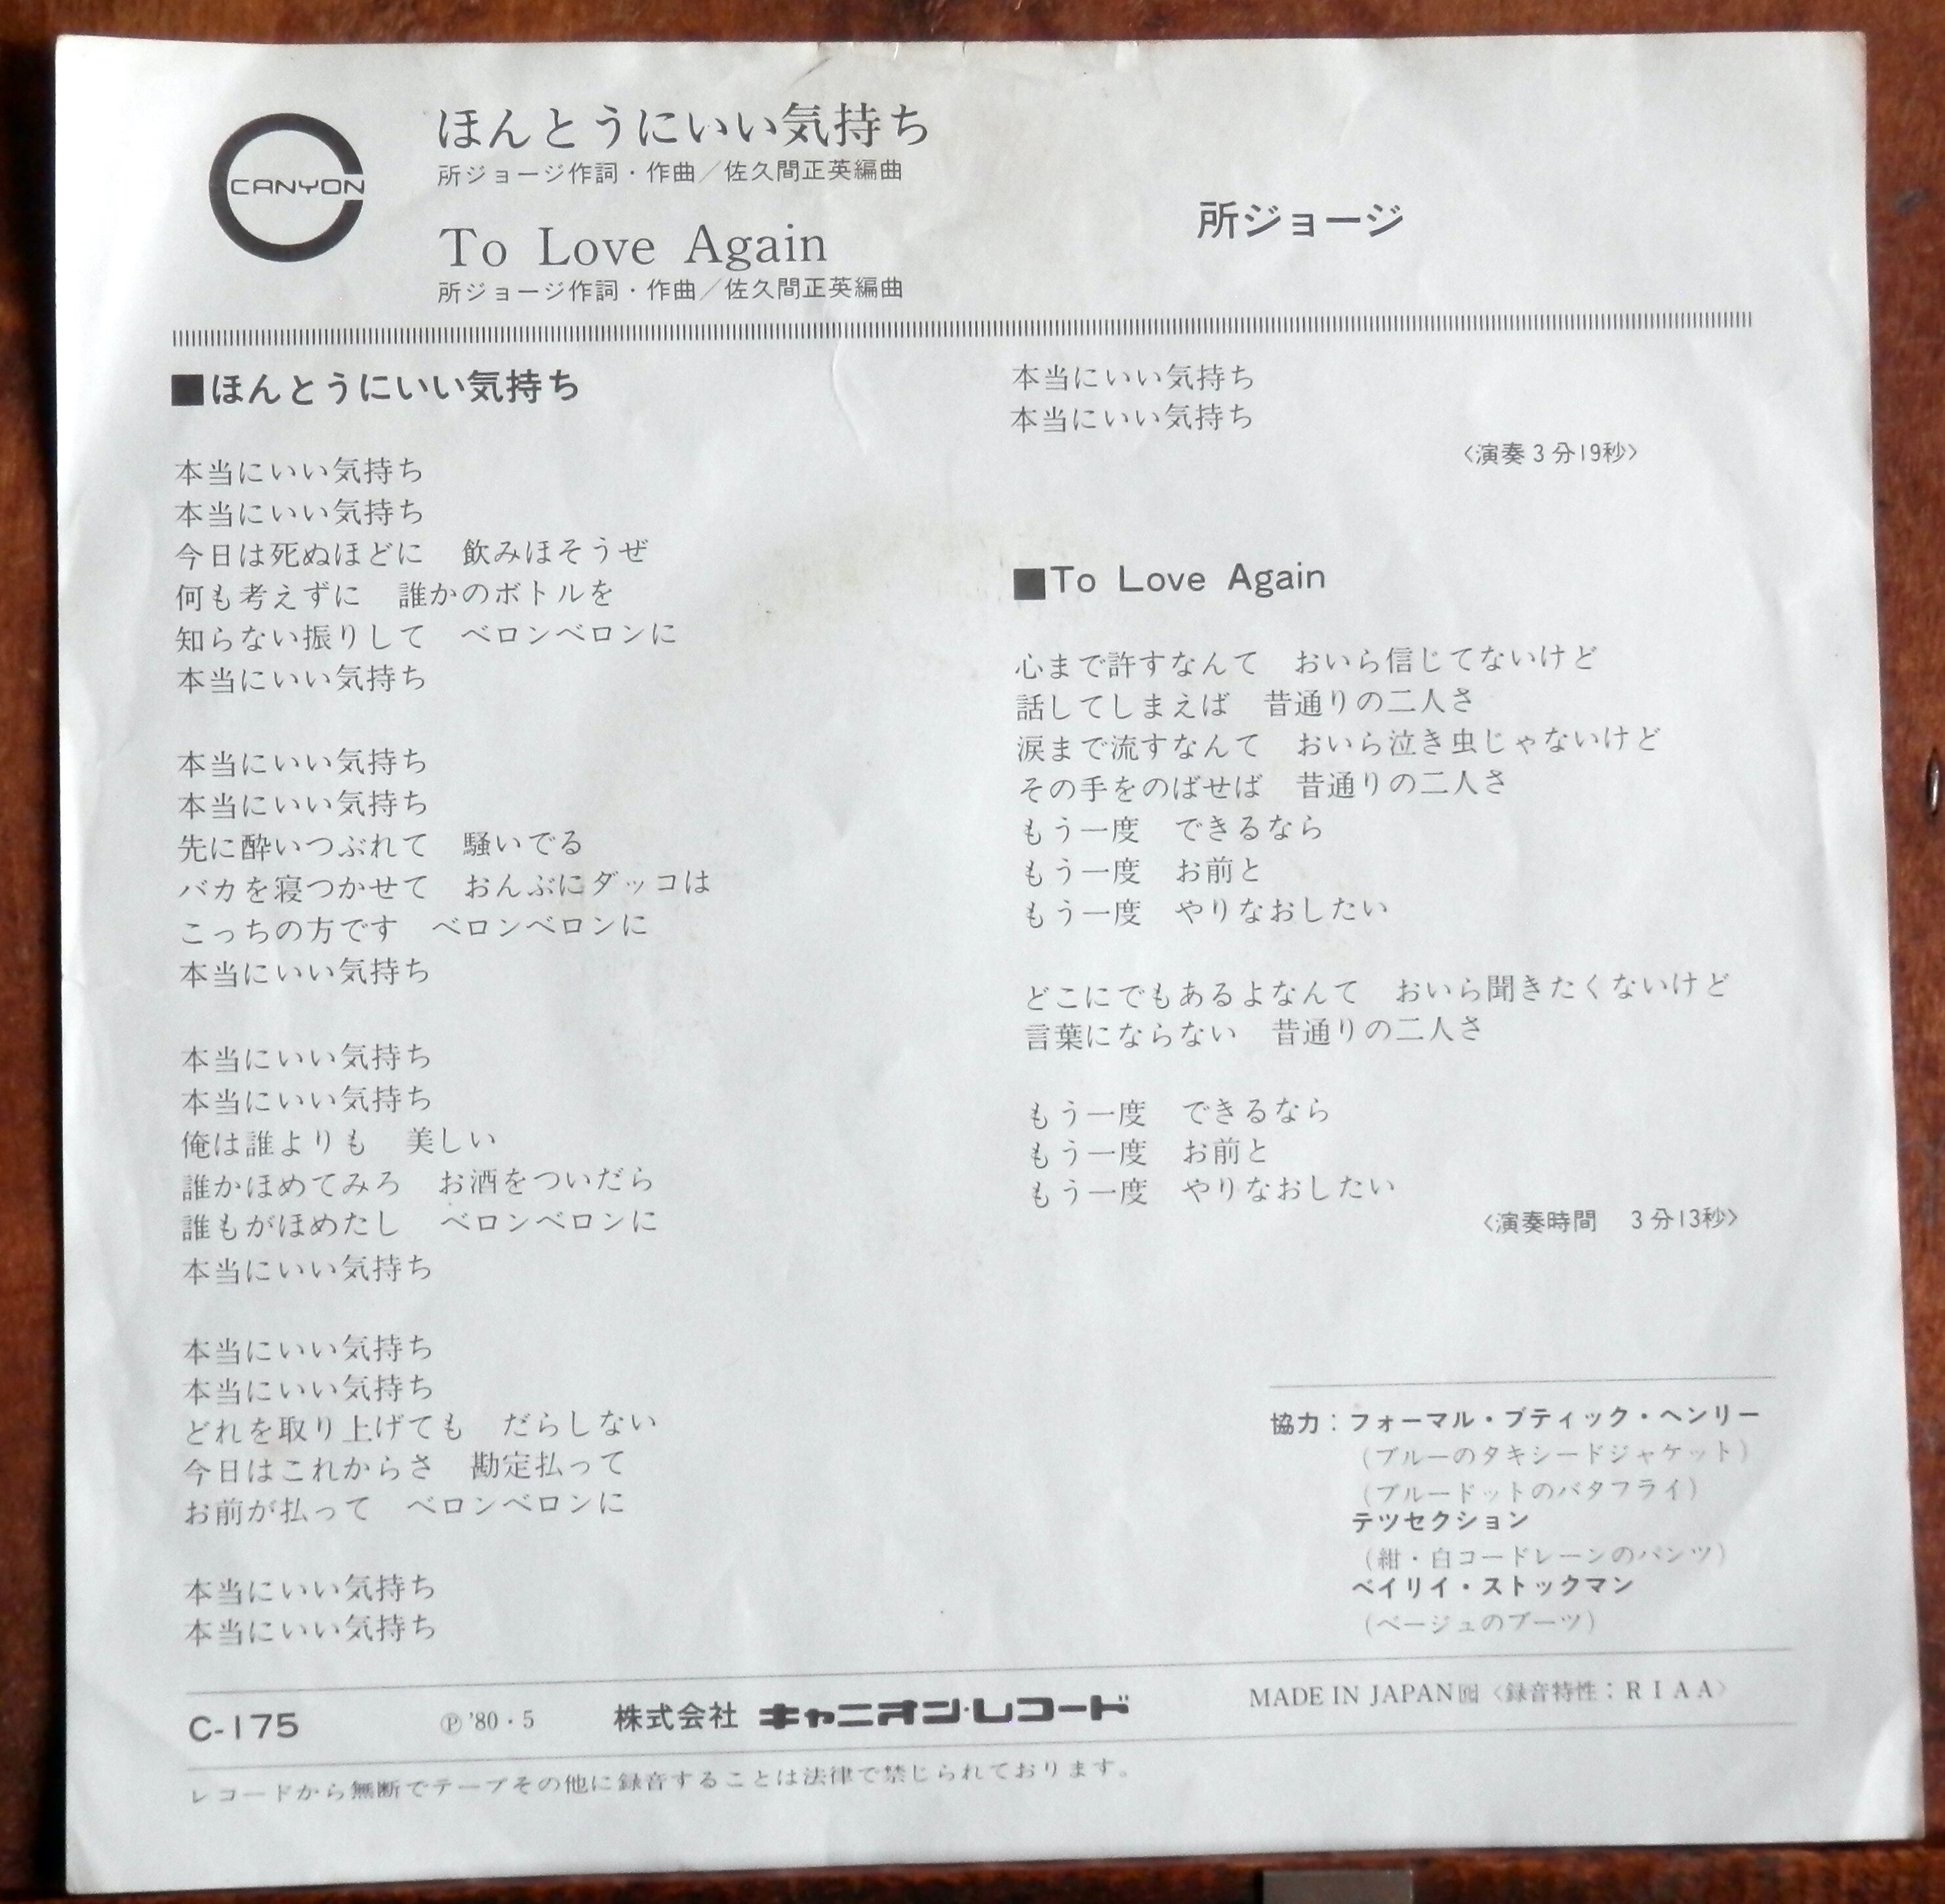 CANYON
ほんとうにいい気持ち
所ジョージ作詞・作曲／佐久間正英編曲
To Love Again
所ジョージ作詞・作曲／佐久間正英編曲
所ジョージ
■ほんとうにいい気持ち
本当にいい気持ち
本当にいい気持ち
今日は死ぬほどに　飲みほそうぜ
何も考えずに　誰かのボトルを
知らない振りして　ベロンベロンに
本当にいい気持ち
本当にいい気持ち
本当にいい気持ち
先に酔いつぶれて　騒いでる
バカを寝つかせて　おんぶにダッコは
こっちの方です　ベロンベロンに
本当にいい気持ち
本当にいい気持ち
本当にいい気持ち
俺は誰よりも　美しい
誰かほめてみろ　お酒をついだら
誰もがほめたし　ベロンベロンに
本当にいい気持ち
本当にいい気持ち
本当にいい気持ち
どれを取り上げても　だらしない
今日はこれからさ　勘定払って
お前が払って　ベロンベロンに
本当にいい気持ち
本当にいい気持ち
本当にいい気持ち
本当にいい気持ち
〈演奏3分19秒〉
■To Love Again
心まで許すなんて　おいら信じてないけど
話してしまえば　昔通りの二人さ
涙まで流すなんて　おいら泣き虫じゃないけど
その手をのばせば　昔通りの二人さ
もう一度　できるなら
もう一度　お前と
もう一度　やりなおしたい
どこにでもあるよなんて　おいら聞きたくないけど
言葉にならない　昔通りの二人さ
もう一度　できるなら
もう一度　お前と
もう一度　やりなおしたい
〈演奏時間　3分13秒〉
協力：フォーマル・ブティック・ヘンリー
（ブルーのタキシードジャケット）
（ブルードットのバタフライ）
テツセクション
（紺・白コードレーンのパンツ）
ベイリイ・ストックマン
（ベージュのブーツ）
C-175
Ⓟ'80・5
株式会社 キャニオン・レコード
MADE IN JAPAN 〈録音特性：RIAA〉
レコードから無断でテープその他に録音することは法律で禁じられております。